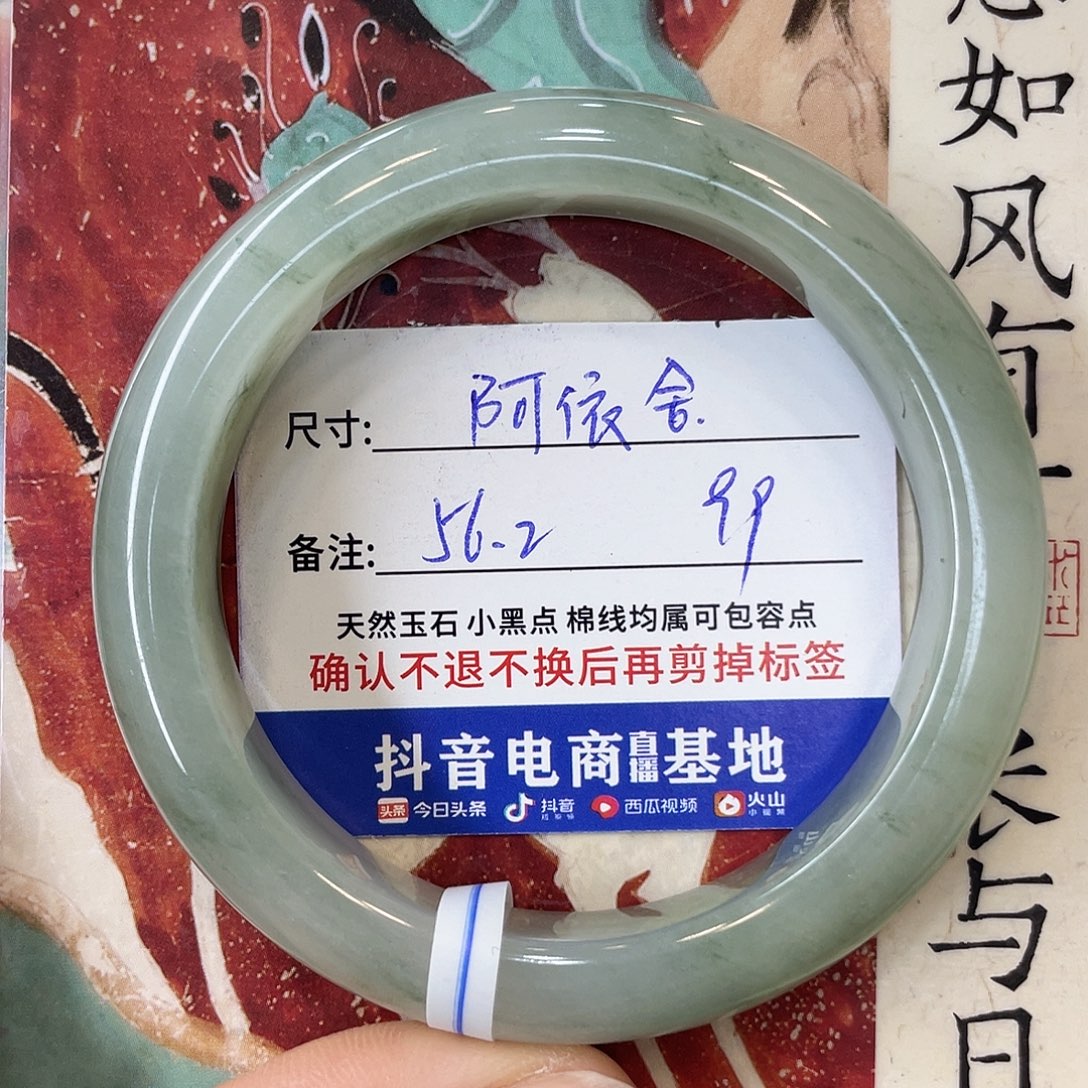 尺寸: 阿依舍.
备注: 56.2 99
天然玉石 小黑点 棉线均属可包容点
确认不退不换后再剪掉标签
抖音电商直播基地
头条 今日头条 抖音 西瓜视频 火山
如风有
长与日